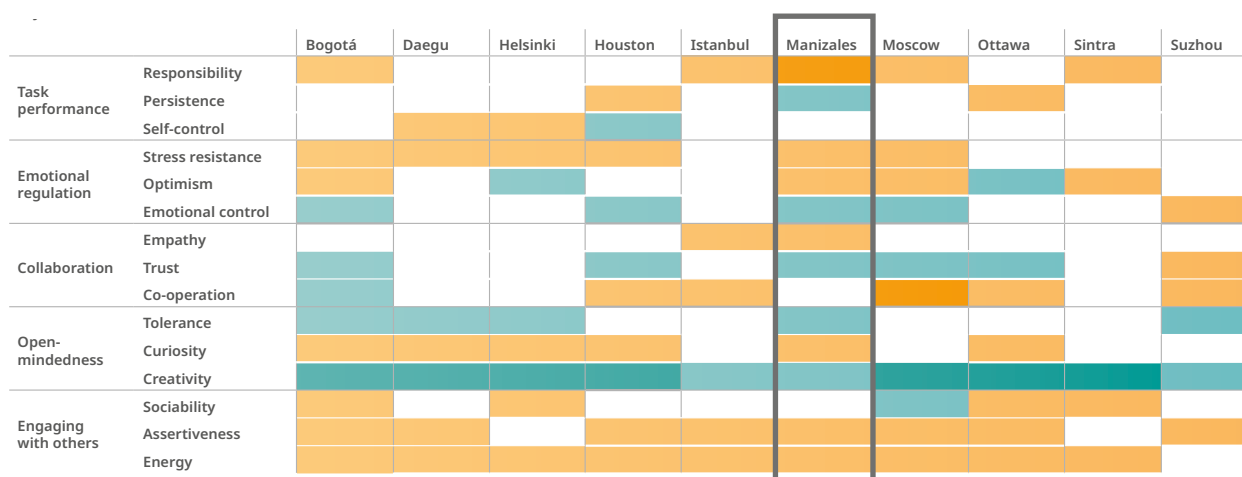 Bogotá Daegu Helsinki Houston Istanbul Manizales Moscow Ottawa Sintra Suzhou
Task
performance
Responsibility
Persistence
Self-control
Emotional
regulation
Stress resistance
Optimism
Emotional control
Collaboration
Empathy
Trust
Co-operation
Open-
mindedness
Tolerance
Curiosity
Creativity
Engaging
with others
Sociability
Assertiveness
Energy